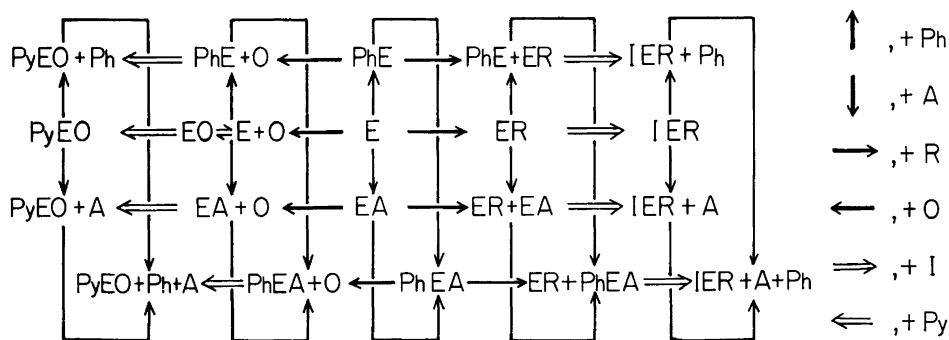 PyEO + Ph PhE + O PhE PhE + ER IER + Ph
PyEO EO ⇌ E + O E ER IER
PyEO + A EA + O EA ER + EA IER + A
PyEO + Ph + A PhEA + O PhEA ER + PhEA IER + A + Ph
, + Ph
, + A
, + R
, + O
, + I
, + Py